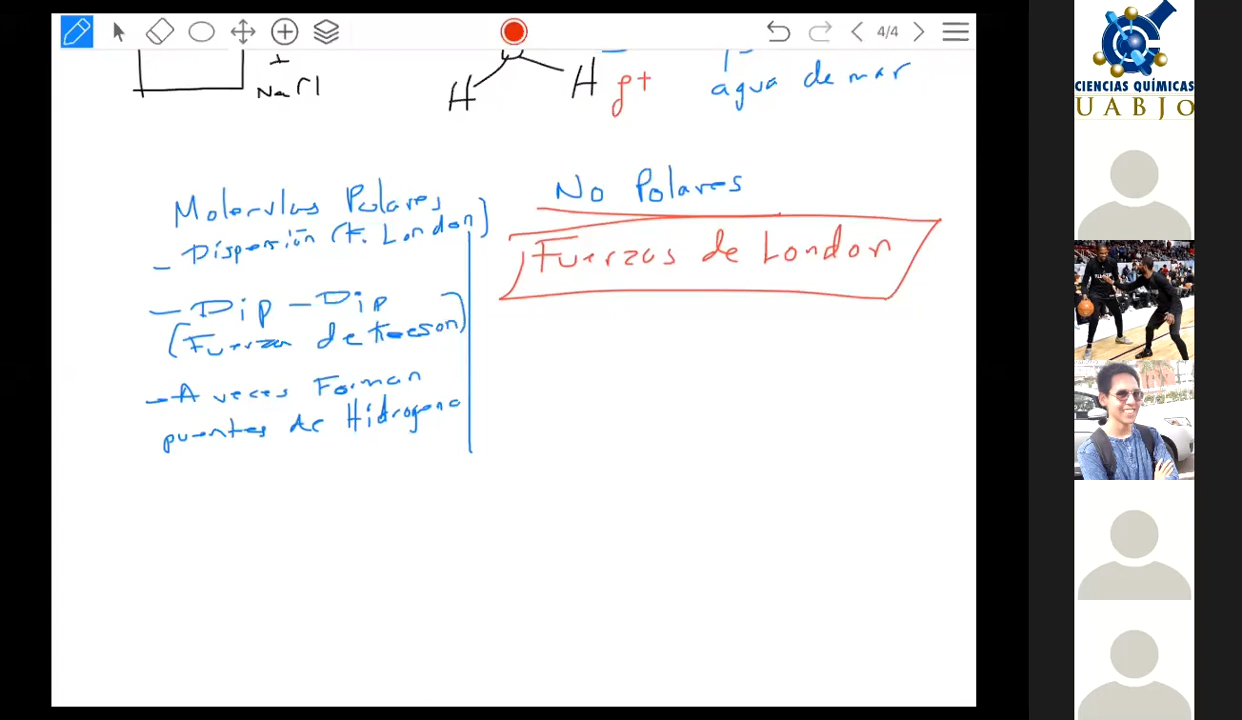 4/4
+
NaCl
H
H δ+
agua de mar
Moleculas Polares
- Dispersión (F. London)
- Dip - Dip
(Fuerzas de Keeson)
- A veces Forman
puentes de Hidrogeno
No Polares
Fuerzas de London
CIENCIAS QUÍMICAS
UABJO